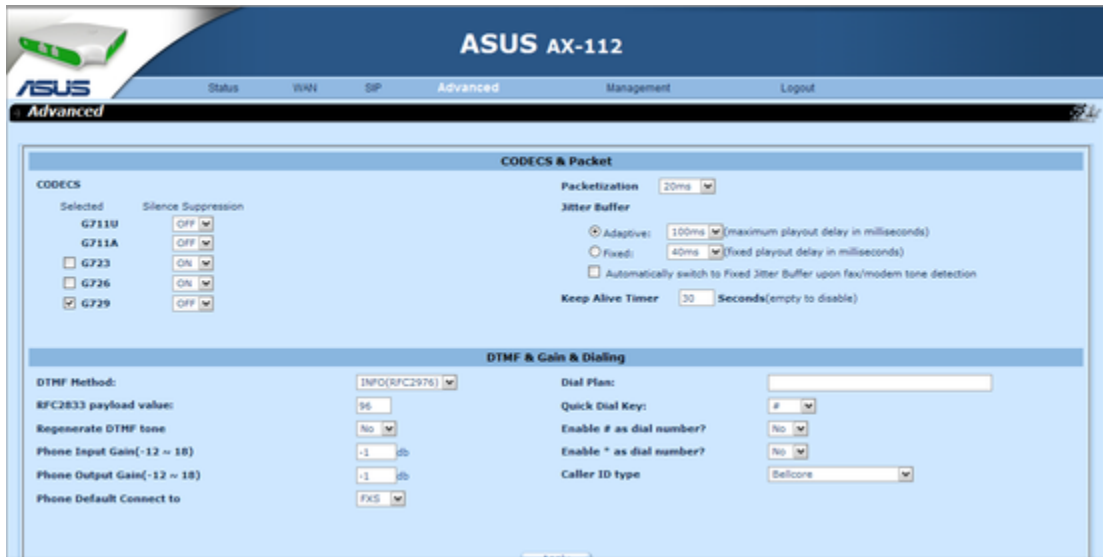 ASUS AX-112
ASUS
Status WAN SIP Advanced Management Logout
Advanced
CODECS & Packet
CODECS
Selected Silence Suppression
G711U OFF
G711A OFF
G723 ON
G726 ON
G729 OFF
Packetization 20ms
Jitter Buffer
Adaptive: 100ms (maximum playout delay in milliseconds)
Fixed: 40ms (fixed playout delay in milliseconds)
Automatically switch to Fixed Jitter Buffer upon fax/modem tone detection
Keep Alive Timer 30 Seconds(empty to disable)
DTMF & Gain & Dialing
DTMF Method: INFO(RFC2976)
RFC2833 payload value: 96
Regenerate DTMF tone No
Phone Input Gain(-12 ~ 18) -1 db
Phone Output Gain(-12 ~ 18) -1 db
Phone Default Connect to FXS
Dial Plan:
Quick Dial Key: #
Enable # as dial number? No
Enable * as dial number? No
Caller ID type Bellcore